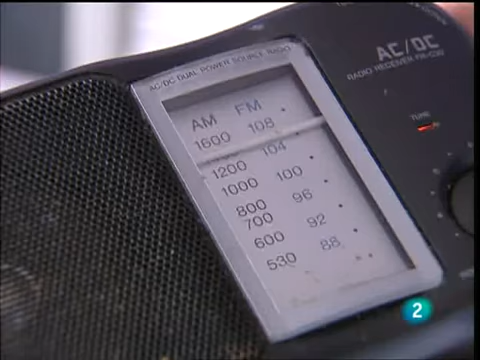 AC/DC DUAL POWER SOURCE RADIO
AC/DC
RADIO RECEIVER
TUNE
AM FM
1600 108
104
1200
1000 100
800 96
700
600 92
530 88
2